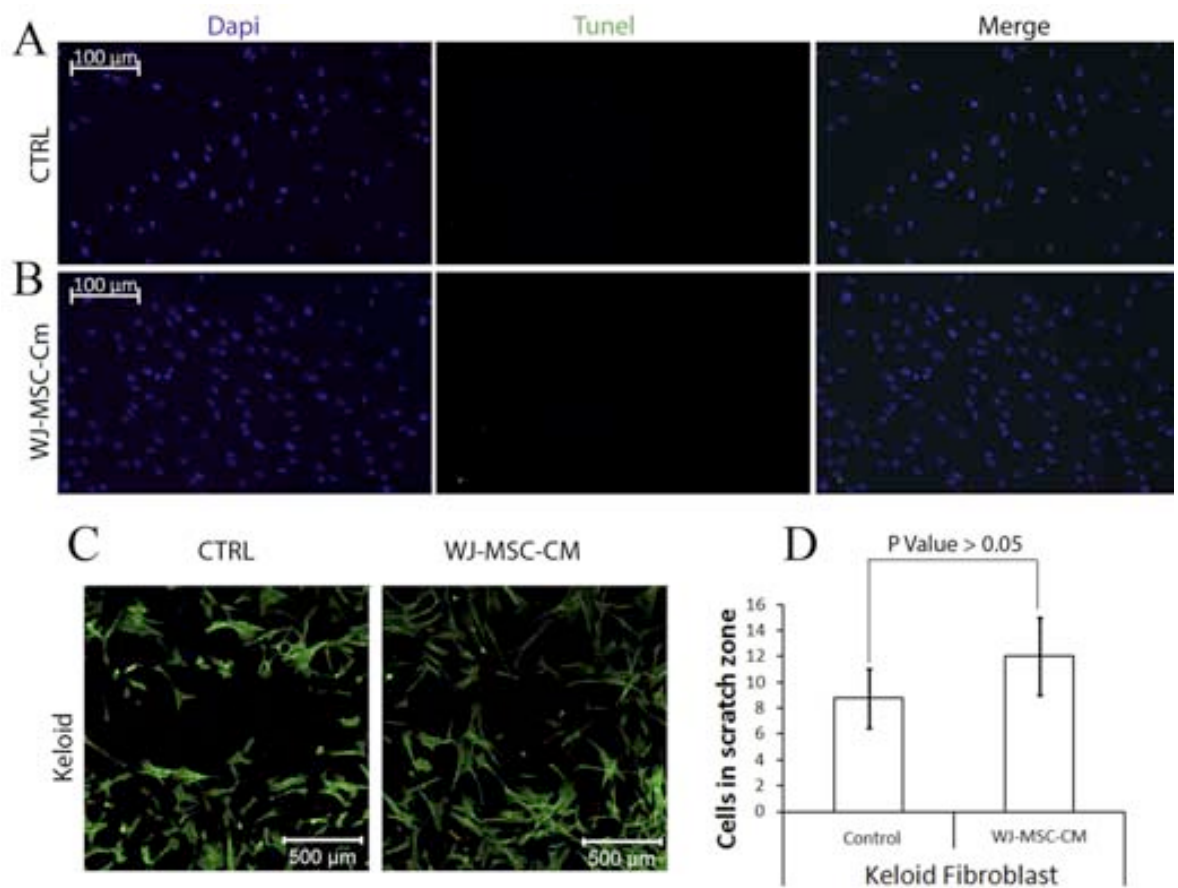 A
Dapi
Tunel
Merge
100 µm
CTRL
B
100 µm
WJ-MSC-Cm
C
CTRL
WJ-MSC-CM
Keloid
500 µm
500 µm
D
P Value > 0.05
Cells in scratch zone
16
14
12
10
8
6
4
2
0
Control
WJ-MSC-CM
Keloid Fibroblast